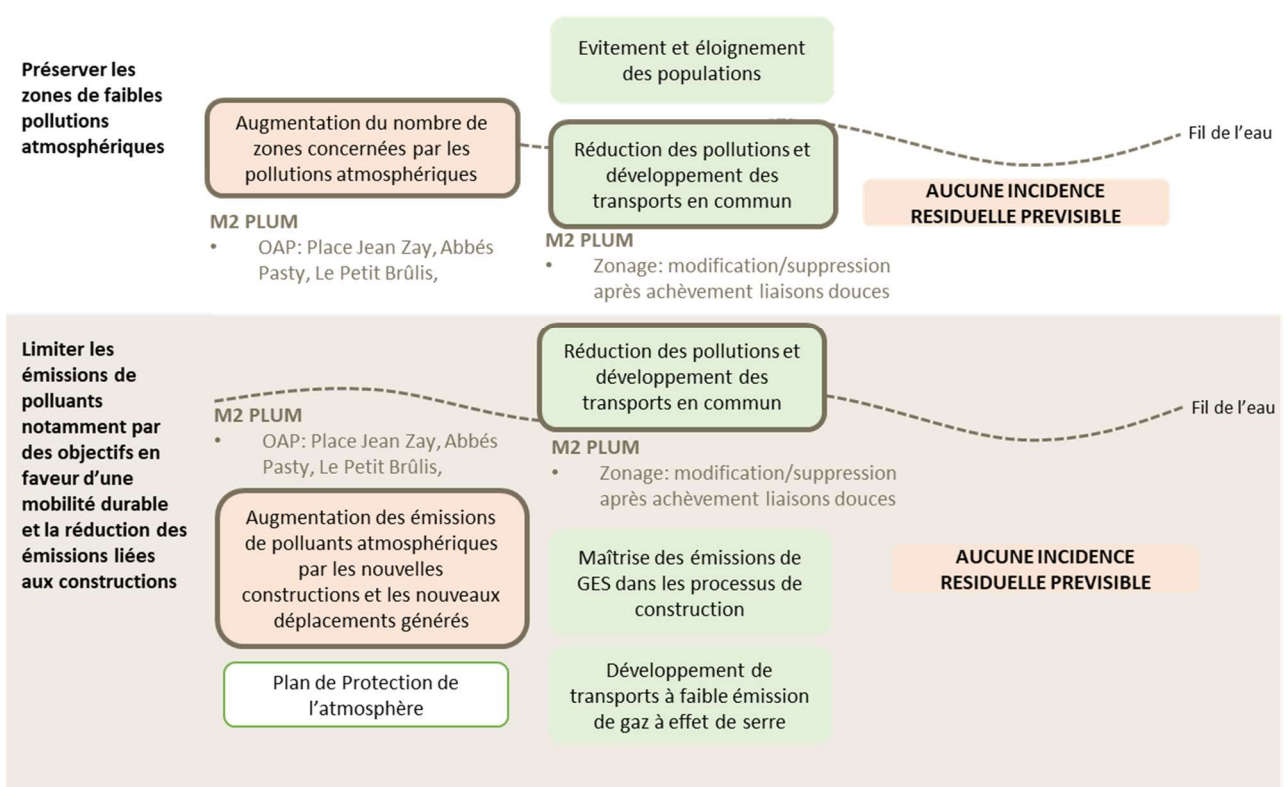 Préserver les
zones de faibles
pollutions
atmosphériques
Augmentation du nombre de
zones concernées par les
pollutions atmosphériques
M2 PLUM
• OAP: Place Jean Zay, Abbés
Pasty, Le Petit Brûlis,
Evitement et éloignement
des populations
Réduction des pollutions et
développement des
transports en commun
M2 PLUM
• Zonage: modification/suppression
après achèvement liaisons douces
Fil de l'eau
AUCUNE INCIDENCE
RESIDUELLE PREVISIBLE
Limiter les
émissions de
polluants
notamment par
des objectifs en
faveur d'une
mobilité durable
et la réduction des
émissions liées
aux constructions
M2 PLUM
• OAP: Place Jean Zay, Abbés
Pasty, Le Petit Brûlis,
Augmentation des émissions
de polluants atmosphériques
par les nouvelles
constructions et les nouveaux
déplacements générés
Plan de Protection de
l'atmosphère
Réduction des pollutions et
développement des
transports en commun
M2 PLUM
• Zonage: modification/suppression
après achèvement liaisons douces
Maîtrise des émissions de
GES dans les processus de
construction
Développement de
transports à faible émission
de gaz à effet de serre
Fil de l'eau
AUCUNE INCIDENCE
RESIDUELLE PREVISIBLE